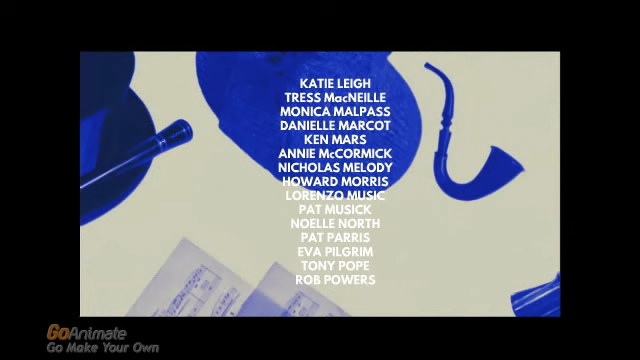 KATIE LEIGH
TRESS MacNEILLE
MONICA MALPASS
DANIELLE MARCOT
KEN MARS
ANNIE McCORMICK
NICHOLAS MELODY
HOWARD MORRIS
LORENZO MUSIC
PAT MUSICK
NOELLE NORTH
PAT PARRIS
EVA PILGRIM
TONY POPE
ROB POWERS
GoAnimate
Go Make Your Own